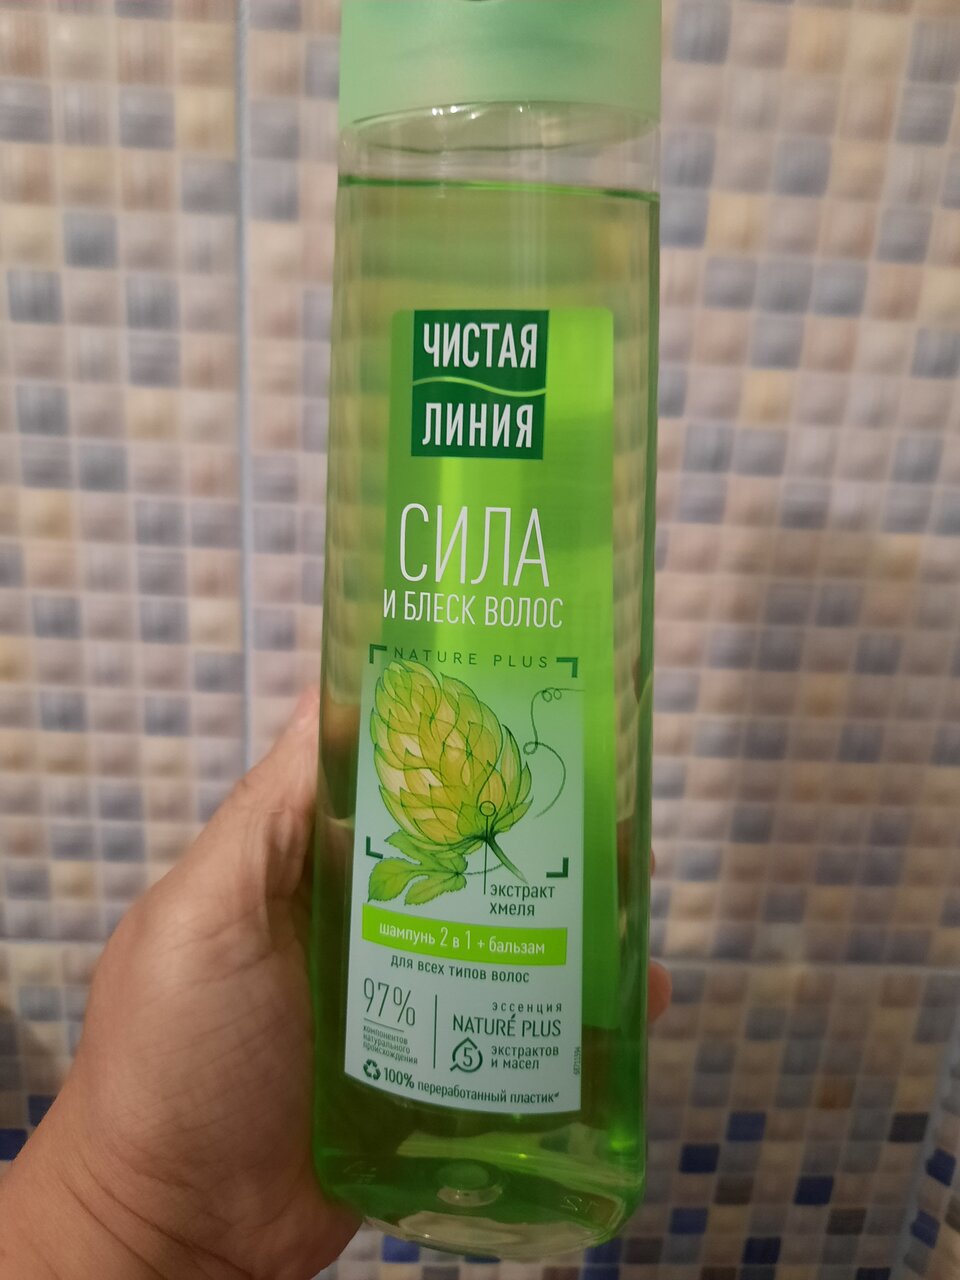 ЧИСТАЯ
ЛИНИЯ
СИЛА
И БЛЕСК ВОЛОС
NATURE PLUS
экстракт
хмеля
шампунь 2 в 1 + бальзам
для всех типов волос
97%
компонентов
натурального
происхождения
эссенция
NATURÉ PLUS
5
экстрактов
и масел
100% переработанный пластик